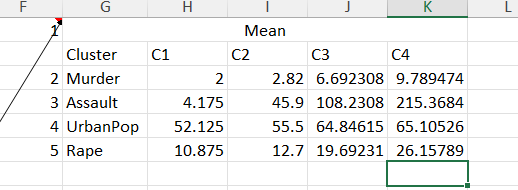 F G H I J K L
1 Mean
Cluster C1 C2 C3 C4
2 Murder 2 2.82 6.692308 9.789474
3 Assault 4.175 45.9 108.2308 215.3684
4 UrbanPop 52.125 55.5 64.84615 65.10526
5 Rape 10.875 12.7 19.69231 26.15789